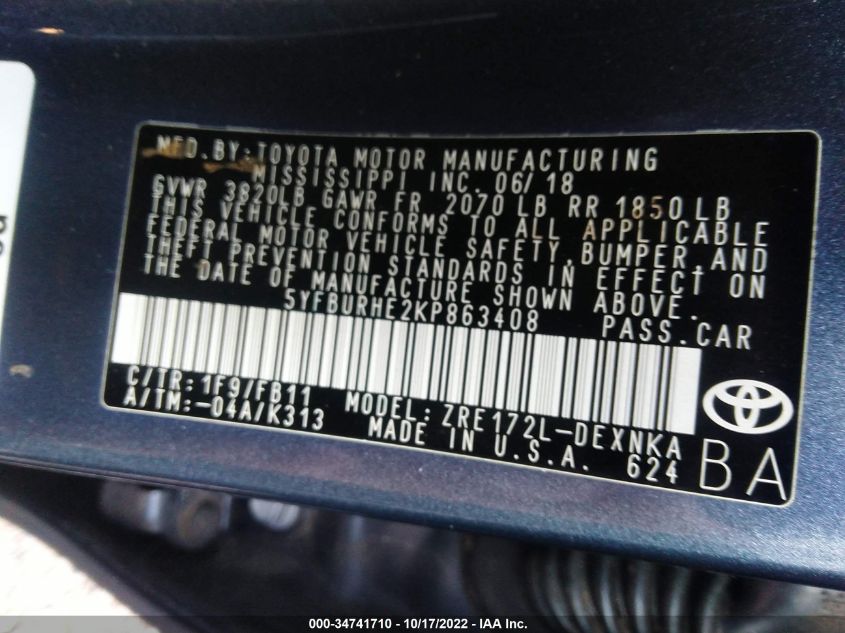 MFD.BY:TOYOTA MOTOR MANUFACTURING
MISSISSIPPI INC. 06/18
GVWR 3820LB GAWR FR 2070 LB RR 1850LB
THIS VEHICLE CONFORMS TO ALL APPLICABLE
FEDERAL MOTOR VEHICLE SAFETY,BUMPER,AND
THEFT PREVENTION STANDARDS IN EFFECT ON
THE DATE OF MANUFACTURE SHOWN ABOVE.
5YFBURHE2KP863408 PASS.CAR
C/TR:1F9/FB11 MODEL:ZRE172L-DEXNKA
A/TM:-04A/K313 MADE IN U.S.A. 624
BA
000-34741710 - 10/17/2022 - IAA Inc.